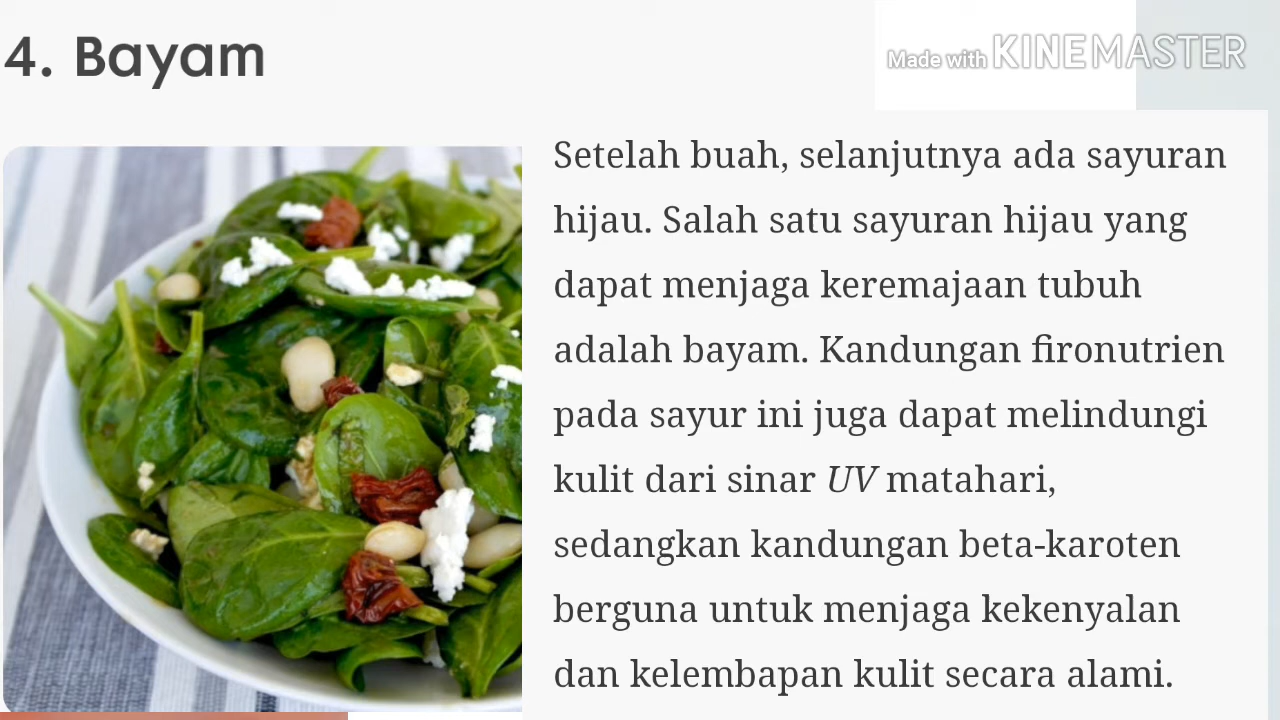 4. Bayam
Made with KINEMASTER
Setelah buah, selanjutnya ada sayuran
hijau. Salah satu sayuran hijau yang
dapat menjaga keremajaan tubuh
adalah bayam. Kandungan fironutrien
pada sayur ini juga dapat melindungi
kulit dari sinar UV matahari,
sedangkan kandungan beta-karoten
berguna untuk menjaga kekenyalan
dan kelembapan kulit secara alami.